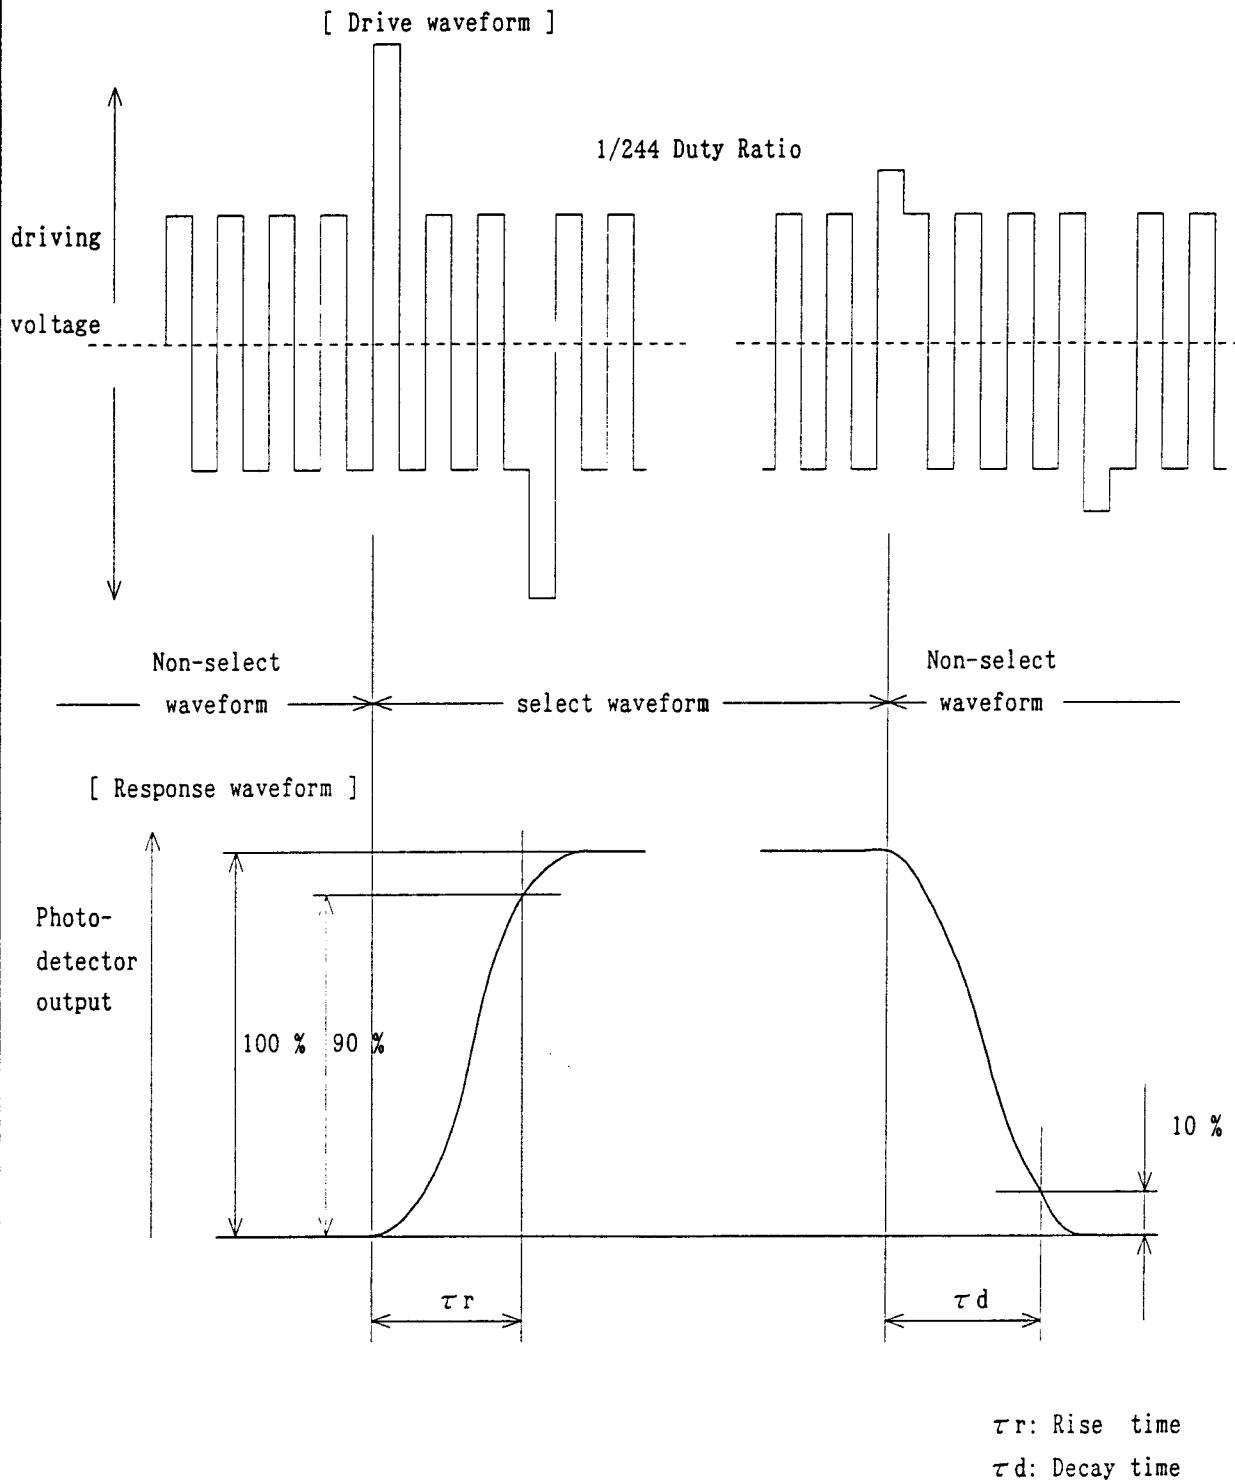 [ Drive waveform ]
1/244 Duty Ratio
driving
voltage
Non-select
waveform
select waveform
Non-select
waveform
[ Response waveform ]
Photo-
detector
output
100 %
90 %
10 %
τr
τd
τr: Rise time
τd: Decay time